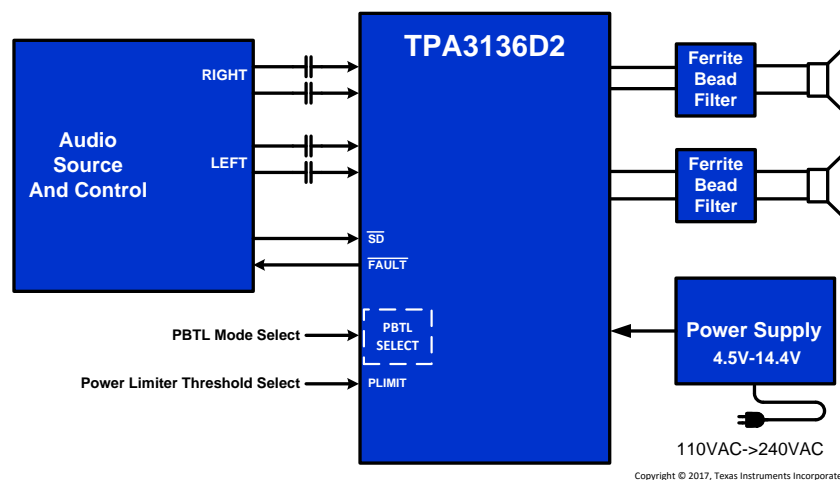 TPA3136D2
Audio
Source
And Control
RIGHT
LEFT
SD
FAULT
PBTL Mode Select
PBTL
SELECT
Power Limiter Threshold Select
PLIMIT
Ferrite
Bead
Filter
Ferrite
Bead
Filter
Power Supply
4.5V-14.4V
110VAC->240VAC
Copyright © 2017, Texas Instruments Incorporate